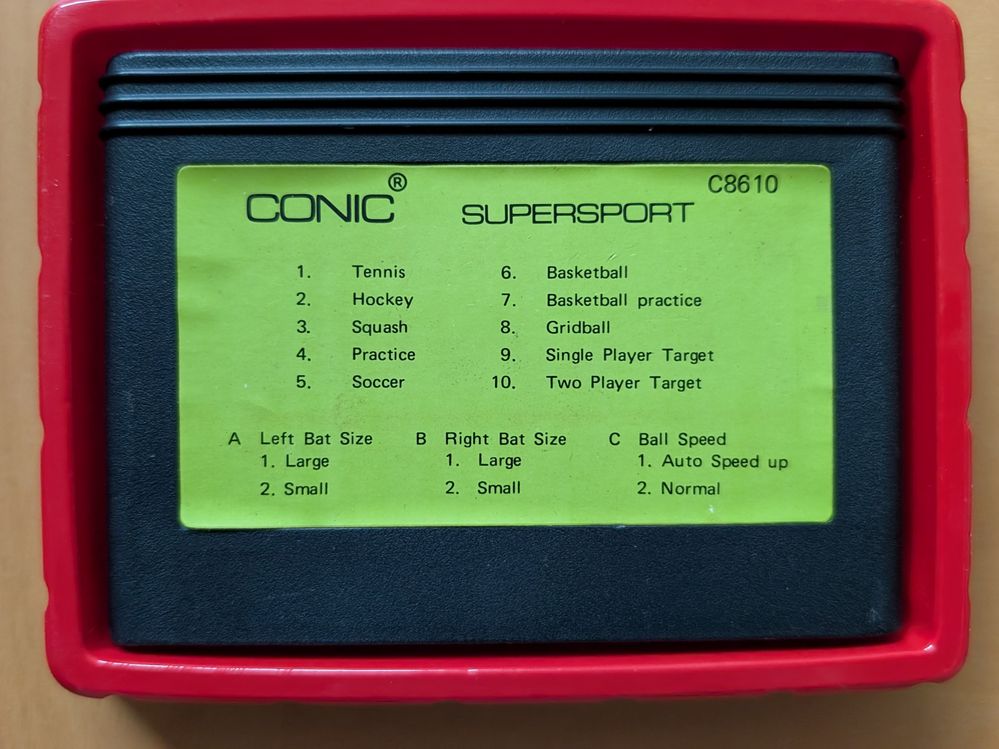 CONIC® SUPERSPORT C8610
1. Tennis
2. Hockey
3. Squash
4. Practice
5. Soccer
6. Basketball
7. Basketball practice
8. Gridball
9. Single Player Target
10. Two Player Target
A Left Bat Size
1. Large
2. Small
B Right Bat Size
1. Large
2. Small
C Ball Speed
1. Auto Speed up
2. Normal